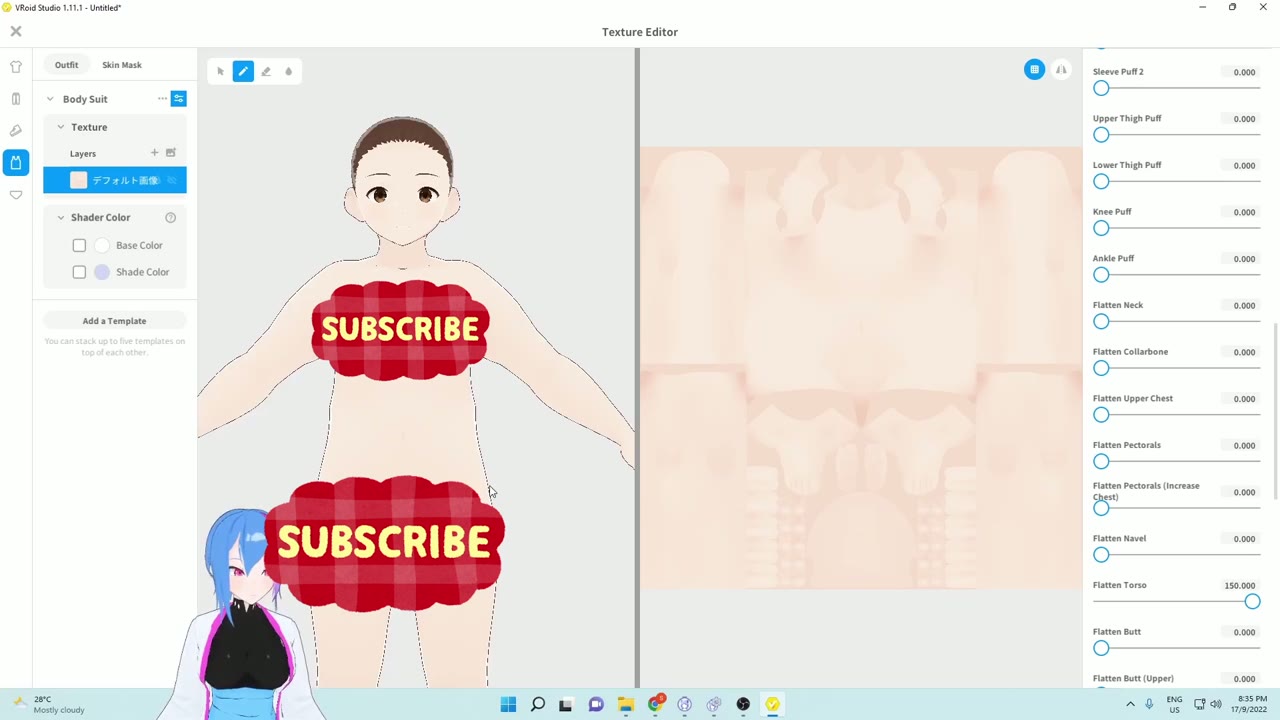 VRoid Studio 1.11.1 - Untitled*
Texture Editor
Outfit
Skin Mask
Body Suit
Texture
Layers
デフォルト画像
Shader Color
Base Color
Shade Color
Add a Template
You can stack up to five templates on
top of each other.
SUBSCRIBE
SUBSCRIBE
Sleeve Puff 2
0.000
Upper Thigh Puff
0.000
Lower Thigh Puff
0.000
Knee Puff
0.000
Ankle Puff
0.000
Flatten Neck
0.000
Flatten Collarbone
0.000
Flatten Upper Chest
0.000
Flatten Pectorals
0.000
Flatten Pectorals (Increase
Chest)
0.000
Flatten Navel
0.000
Flatten Torso
150.000
Flatten Butt
0.000
Flatten Butt (Upper)
0.000
28°C
Mostly cloudy
ENG
US
8:35 PM
17/9/2022